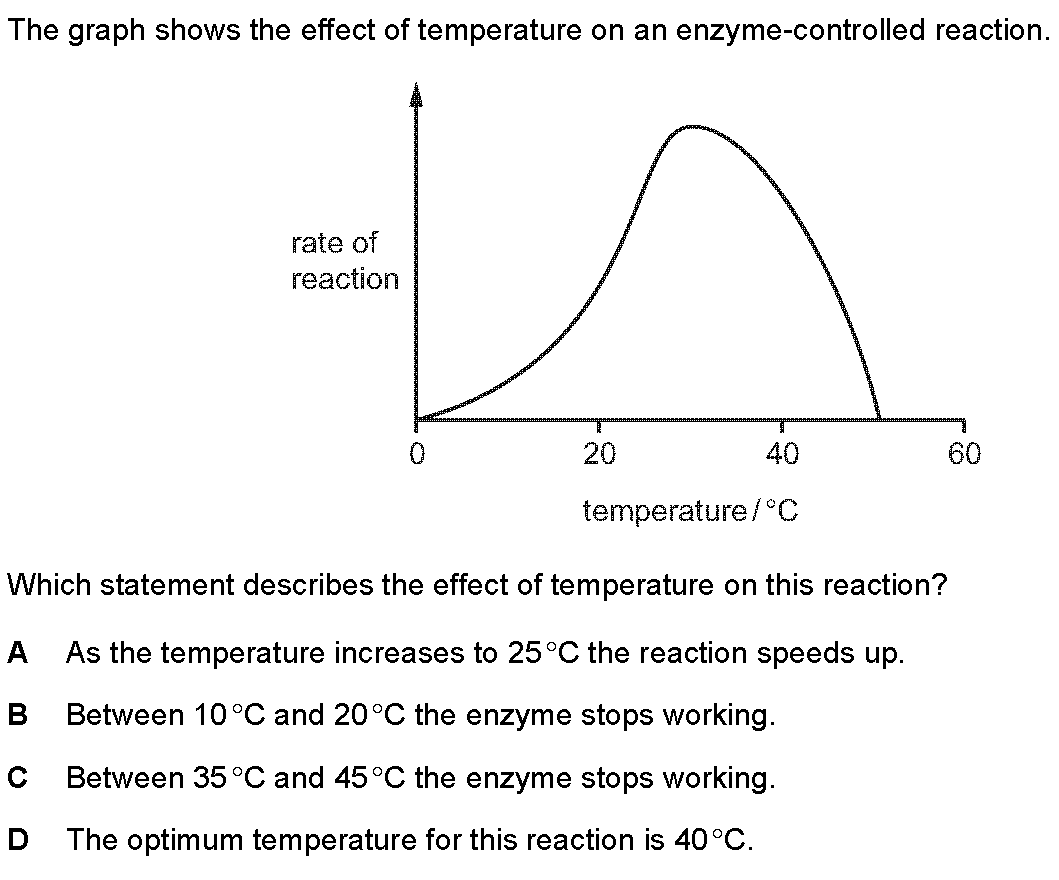 The graph shows the effect of temperature on an enzyme-controlled reaction.
rate of
reaction
0 20 40 60
temperature / °C
Which statement describes the effect of temperature on this reaction?
A As the temperature increases to 25 °C the reaction speeds up.
B Between 10 °C and 20 °C the enzyme stops working.
C Between 35 °C and 45 °C the enzyme stops working.
D The optimum temperature for this reaction is 40 °C.